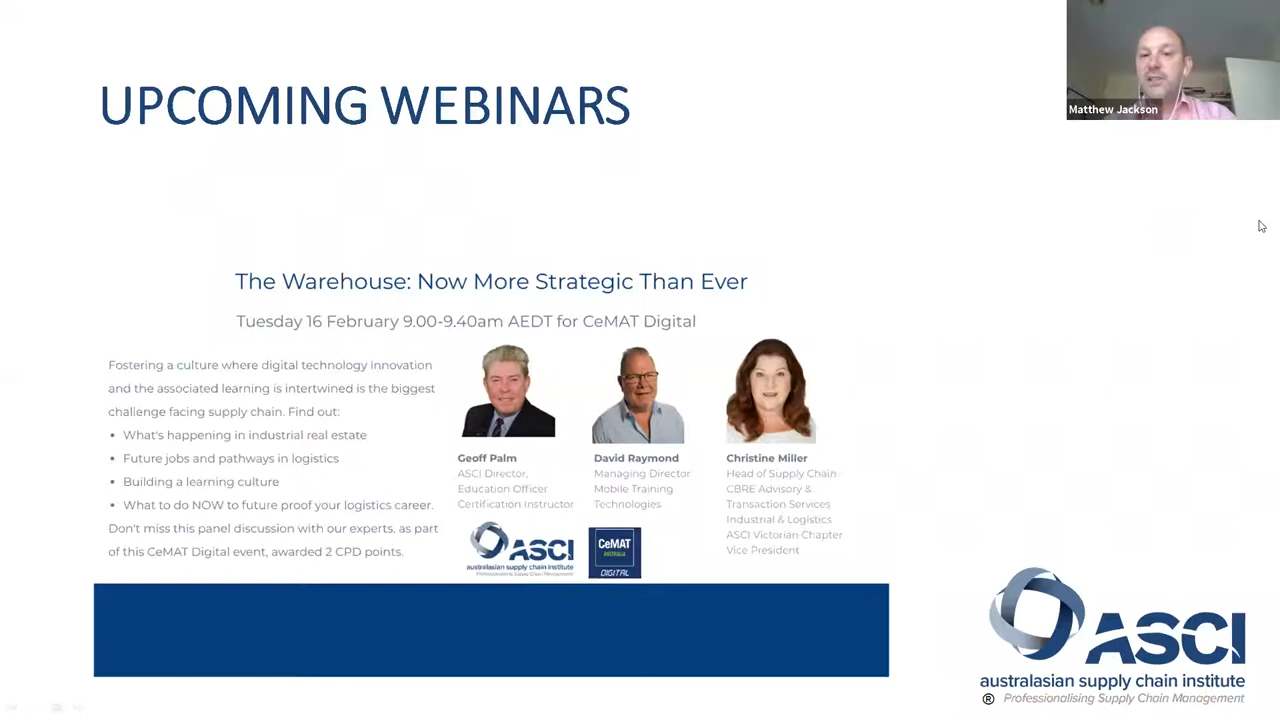 UPCOMING WEBINARS
Matthew Jackson
The Warehouse: Now More Strategic Than Ever
Tuesday 16 February 9.00-9.40am AEDT for CeMAT Digital
Fostering a culture where digital technology innovation
and the associated learning is intertwined is the biggest
challenge facing supply chain. Find out:
• What's happening in industrial real estate
• Future jobs and pathways in logistics
• Building a learning culture
• What to do NOW to future proof your logistics career.
Don't miss this panel discussion with our experts, as part
of this CeMAT Digital event, awarded 2 CPD points.
Geoff Palm
ASCI Director,
Education Officer
Certification Instructor
David Raymond
Managing Director
Mobile Training
Technologies
Christine Miller
Head of Supply Chain
CBRE Advisory &
Transaction Services
Industrial & Logistics
ASCI Victorian Chapter
Vice President
ASCI
australasian supply chain institute
Professionalising Supply Chain Management
CeMAT
AUSTRALIA
DIGITAL
ASCI
australasian supply chain institute
® Professionalising Supply Chain Management